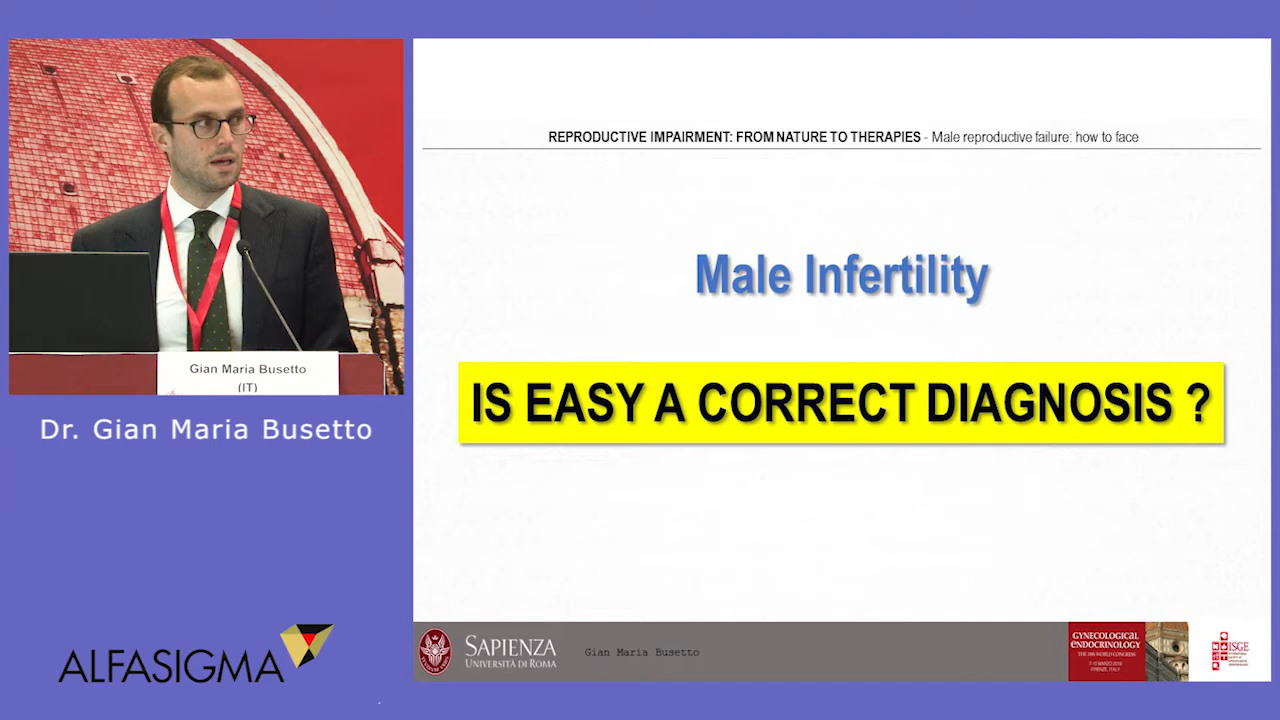 REPRODUCTIVE IMPAIRMENT: FROM NATURE TO THERAPIES - Male reproductive failure: how to face
Male Infertility
IS EASY A CORRECT DIAGNOSIS ?
Gian Maria Busetto
(IT)
Dr. Gian Maria Busetto
ALFASIGMA
SAPIENZA
UNIVERSITÀ DI ROMA
Gian Maria Busetto
GYNECOLOGICAL
ENDOCRINOLOGY
THE 18th WORLD CONGRESS
7-10 MARZO 2018
FIRENZE, ITALY
ISGE